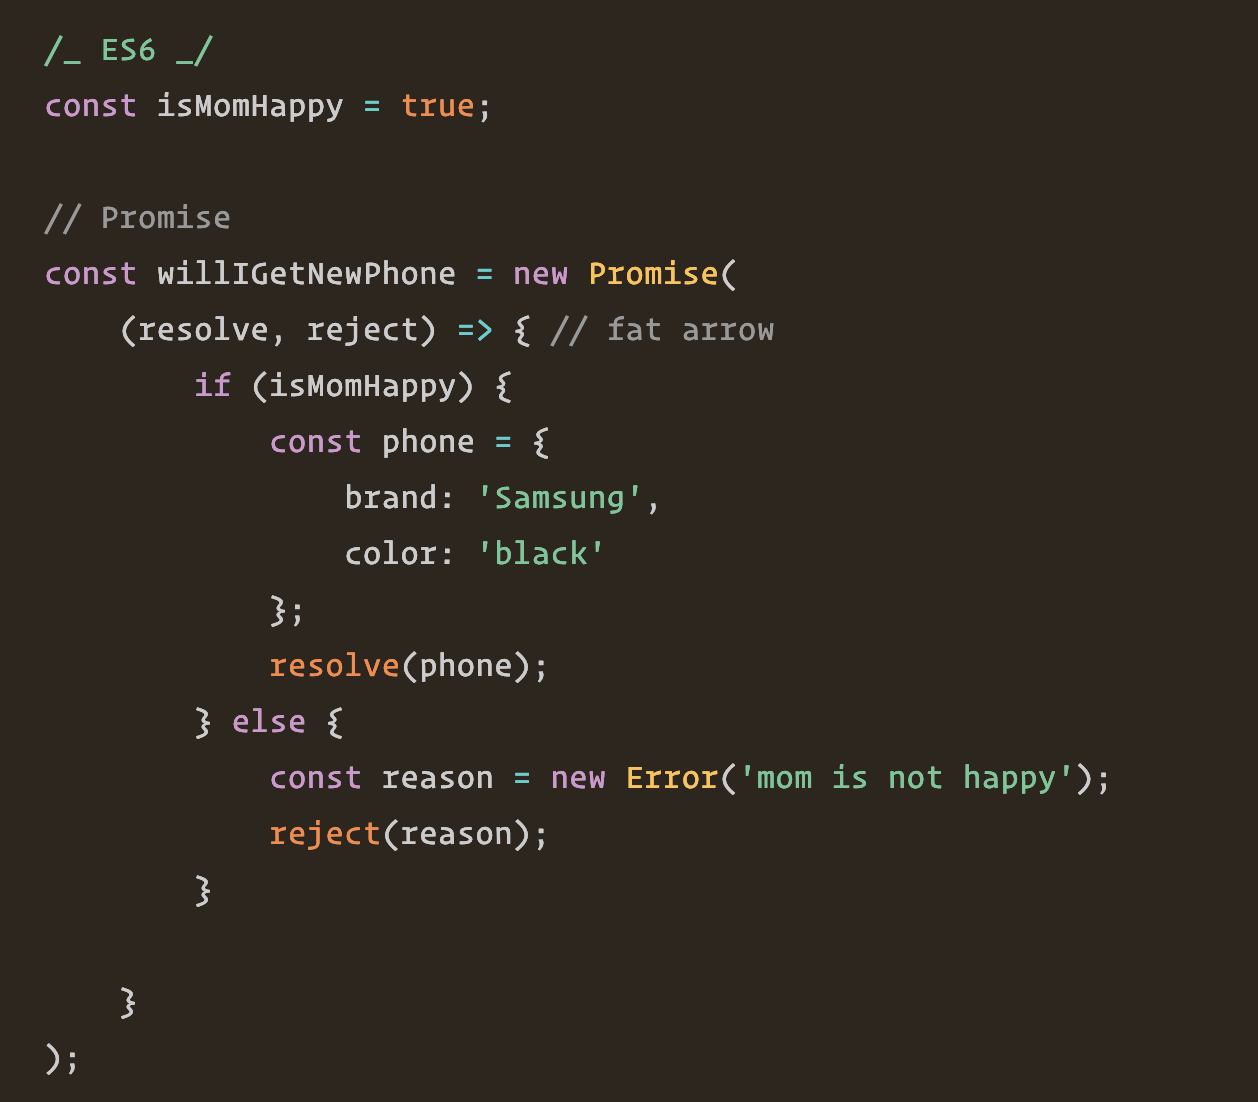 /_ ES6 _/
const isMomHappy = true;

// Promise
const willIGetNewPhone = new Promise(
    (resolve, reject) => { // fat arrow
        if (isMomHappy) {
            const phone = {
                brand: 'Samsung',
                color: 'black'
            };
            resolve(phone);
        } else {
            const reason = new Error('mom is not happy');
            reject(reason);
        }

    }
);